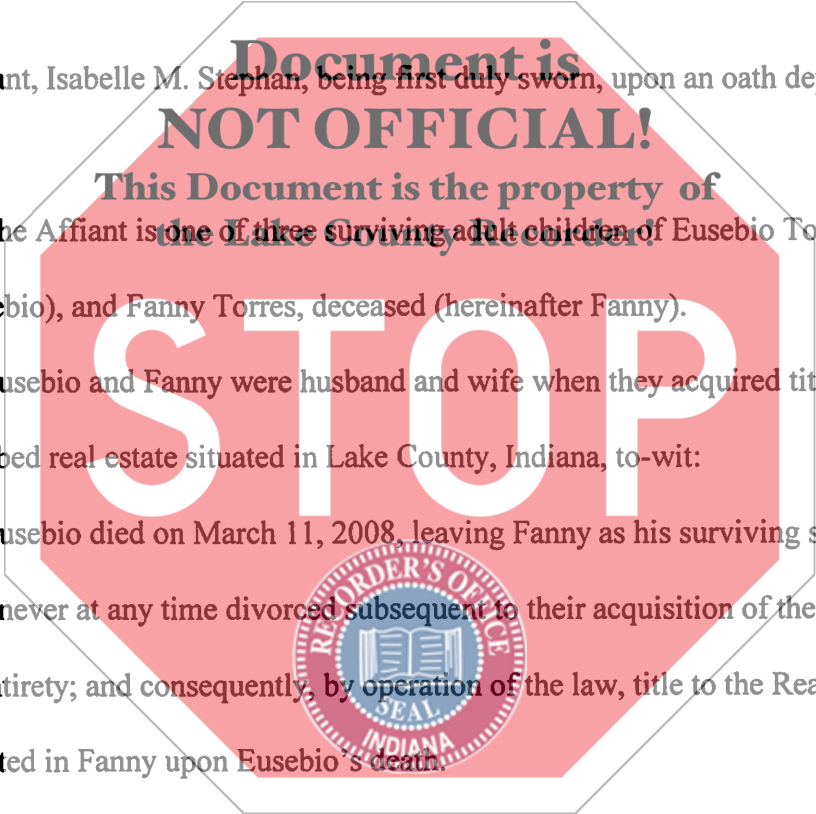 Document is
nt, Isabelle M. Stephan, being first duly sworn, upon an oath
NOT OFFICIAL!
This Document is the property of
the Lake County Recorder!
he Affiant is one of three surviving adult children of Eusebio
bio), and Fanny Torres, deceased (hereinafter Fanny).
usebio and Fanny were husband and wife when they acquired tit
bed real estate situated in Lake County, Indiana, to-wit:
STOP
usebio died on March 11, 2008, leaving Fanny as his surviving s
RECORDER'S OFFICE
never at any time divorced subsequent to their acquisition of the
tirety; and consequently, by operation of the law, title to the Rea
SEAL
INDIANA
ted in Fanny upon Eusebio's death.